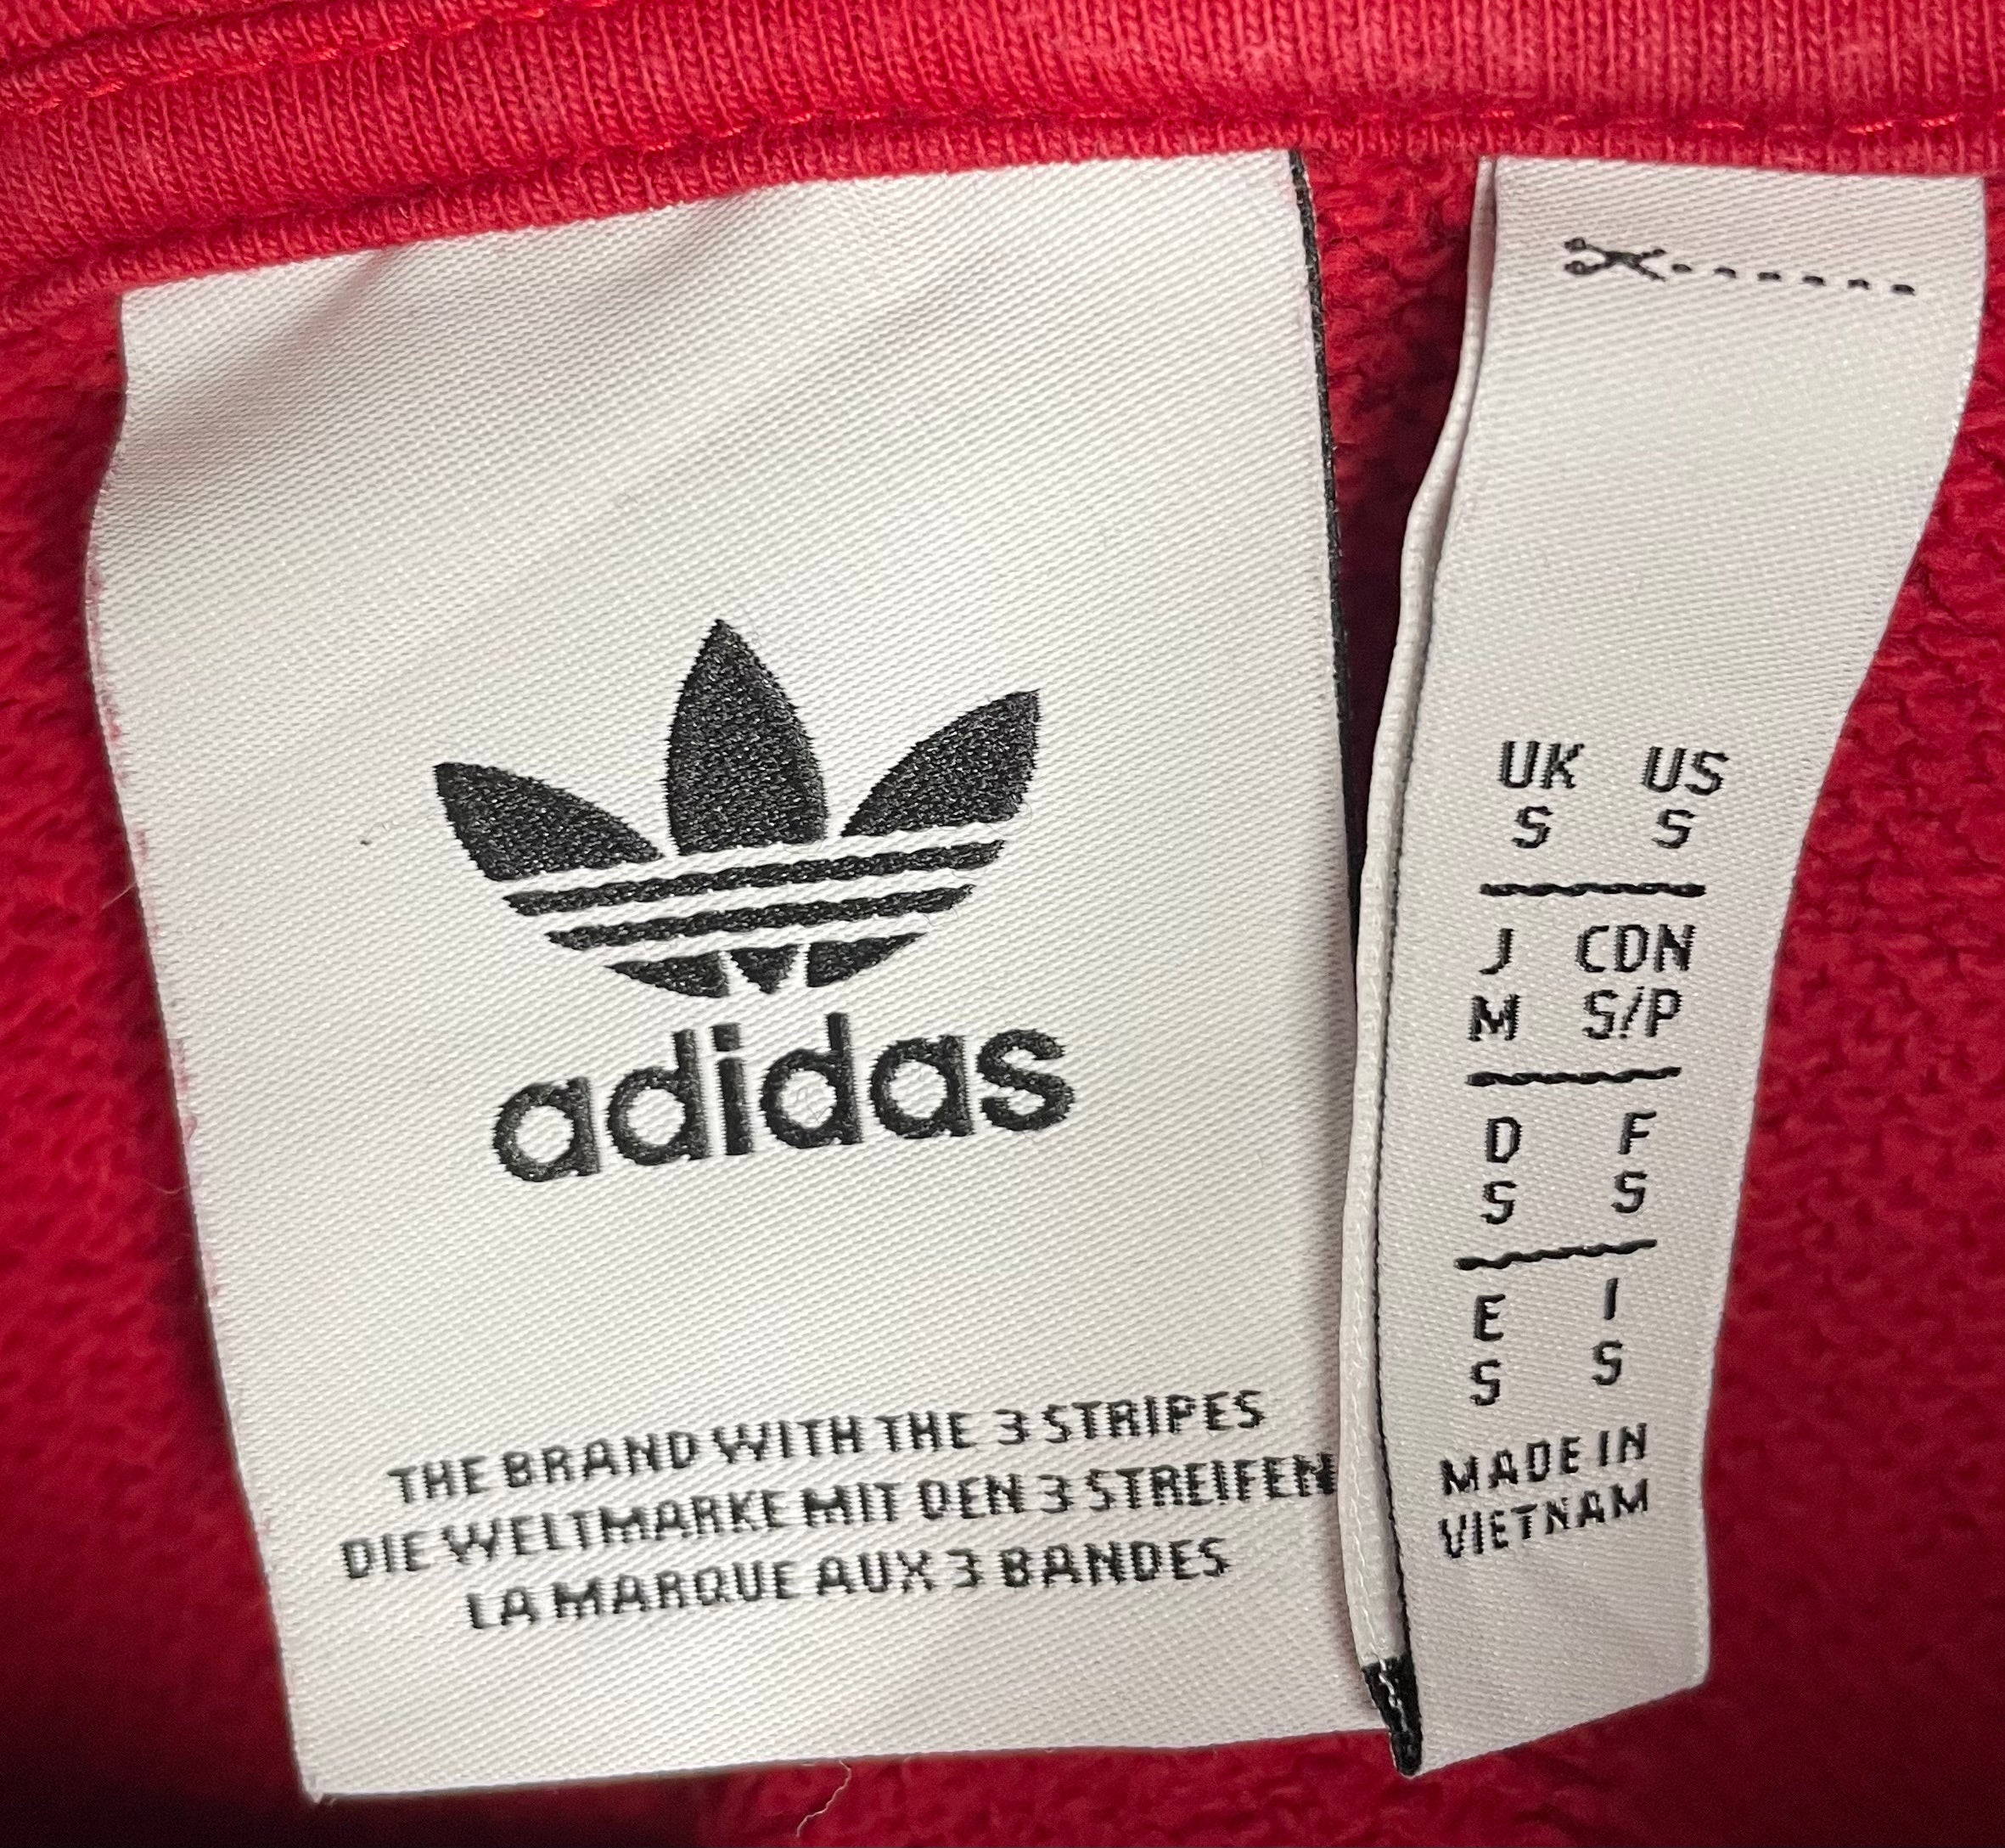 adidas
THE BRAND WITH THE 3 STRIPES
DIE WELTMARKE MIT DEN 3 STREIFEN
LA MARQUE AUX 3 BANDES
UK US
S S
J CDN
M S/P
D F
S S
E I
S S
MADE IN
VIETNAM